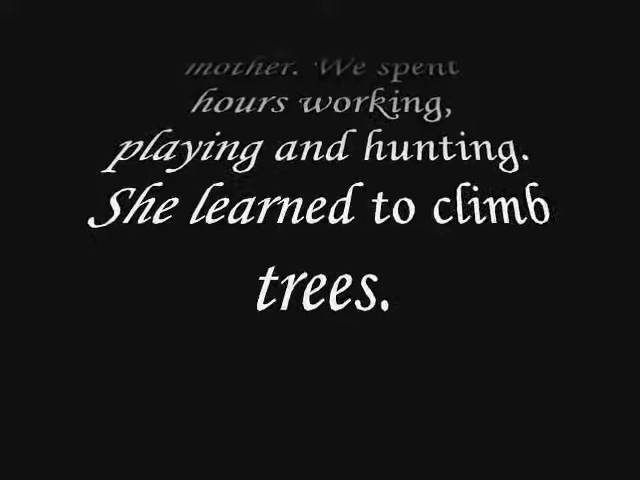 mother. We spent
hours working,
playing and hunting.
She learned to climb
trees.